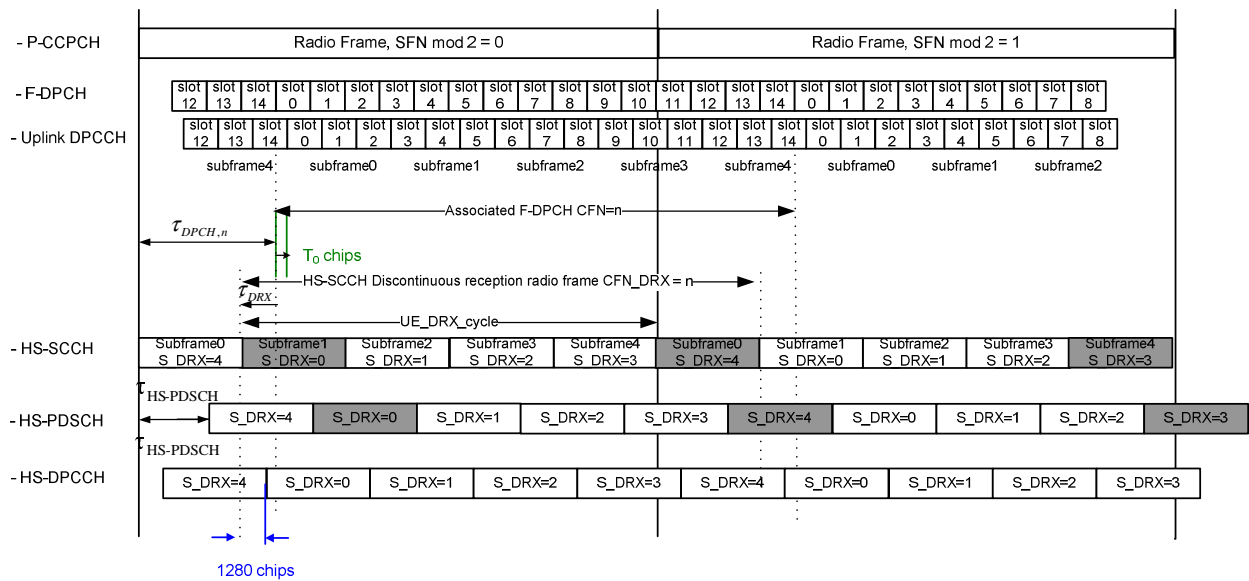 - P-CCPCH
Radio Frame, SFN mod 2 = 0
Radio Frame, SFN mod 2 = 1
- F-DPCH
slot 12 slot 13 slot 14 slot 0 slot 1 slot 2 slot 3 slot 4 slot 5 slot 6 slot 7 slot 8 slot 9 slot 10 slot 11 slot 12 slot 13 slot 14 slot 0 slot 1 slot 2 slot 3 slot 4 slot 5 slot 6 slot 7 slot 8
- Uplink DPCCH
slot 12 slot 13 slot 14 slot 0 slot 1 slot 2 slot 3 slot 4 slot 5 slot 6 slot 7 slot 8 slot 9 slot 10 slot 11 slot 12 slot 13 slot 14 slot 0 slot 1 slot 2 slot 3 slot 4 slot 5 slot 6 slot 7 slot 8
subframe4 subframe0 subframe1 subframe2 subframe3 subframe4 subframe0 subframe1 subframe2
Associated F-DPCH CFN=n
τDPCH,n
T0 chips
HS-SCCH Discontinuous reception radio frame CFN_DRX = n
τDRX
UE_DRX_cycle
- HS-SCCH
Subframe0 Subframe1 Subframe2 Subframe3 Subframe4 Subframe0 Subframe1 Subframe2 Subframe3 Subframe4
S_DRX=4 S_DRX=0 S_DRX=1 S_DRX=2 S_DRX=3 S_DRX=4 S_DRX=0 S_DRX=1 S_DRX=2 S_DRX=3
τHS-PDSCH
- HS-PDSCH
S_DRX=4 S_DRX=0 S_DRX=1 S_DRX=2 S_DRX=3 S_DRX=4 S_DRX=0 S_DRX=1 S_DRX=2 S_DRX=3
τHS-PDSCH
- HS-DPCCH
S_DRX=4 S_DRX=0 S_DRX=1 S_DRX=2 S_DRX=3 S_DRX=4 S_DRX=0 S_DRX=1 S_DRX=2 S_DRX=3
1280 chips